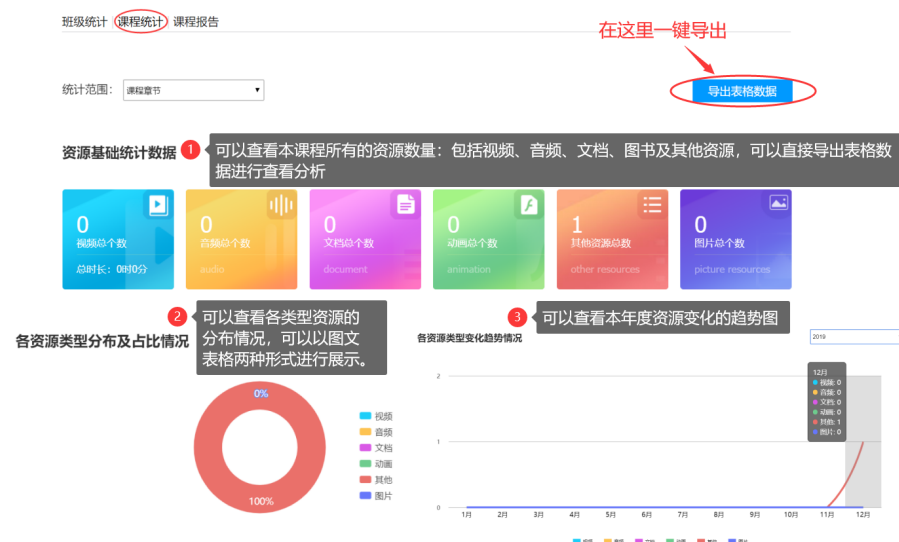 班级统计 课程统计 课程报告
在这里一键导出
统计范围: 课程章节
导出表格数据
资源基础统计数据
1
可以查看本课程所有的资源数量：包括视频、音频、文档、图书及其他资源，可以直接导出表格数
据进行查看分析
0
视频总个数
总时长：0时0分
0
音频总个数
audio
0
文档总个数
document
0
动画总个数
animation
1
其他资源总数
other resources
0
图片总个数
picture resources
2
可以查看各类型资源的
分布情况，可以以图文
表格两种形式进行展示。
各资源类型分布及占比情况
0%
100%
视频
音频
文档
动画
其他
图片
3
可以查看本年度资源变化的趋势图
各资源类型变化趋势情况
2019
12月
视频: 0
音频: 0
文档: 0
动画: 0
其他: 1
图片: 0
2
1
0
1月 2月 3月 4月 5月 6月 7月 8月 9月 10月 11月 12月